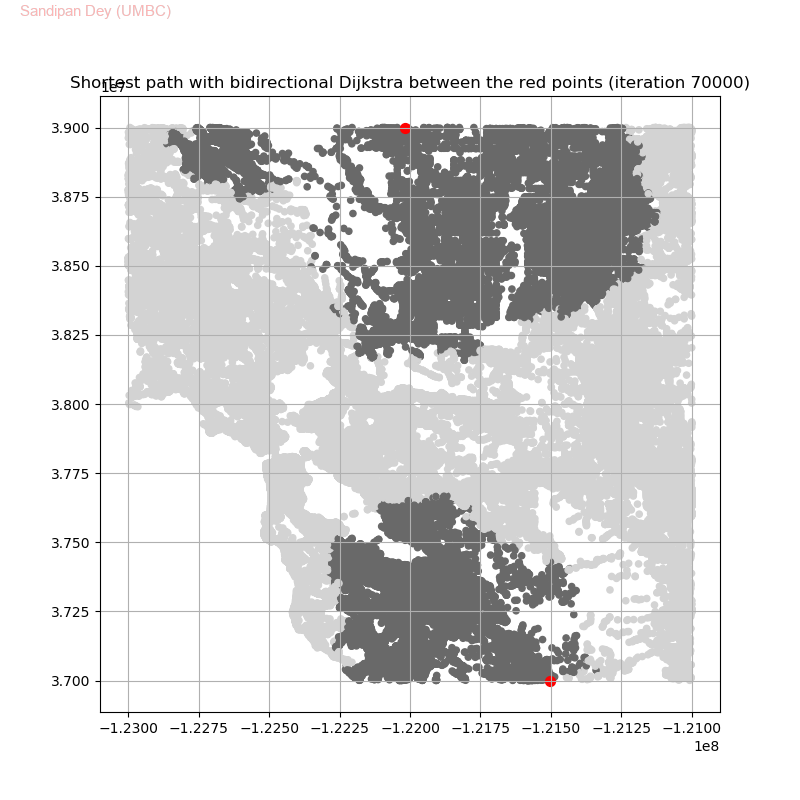 Sandipan Dey (UMBC)
Shortest path with bidirectional Dijkstra between the red points (iteration 70000)
1e7
3.900
3.875
3.850
3.825
3.800
3.775
3.750
3.725
3.700
−1.2300 −1.2275 −1.2250 −1.2225 −1.2200 −1.2175 −1.2150 −1.2125 −1.2100
1e8